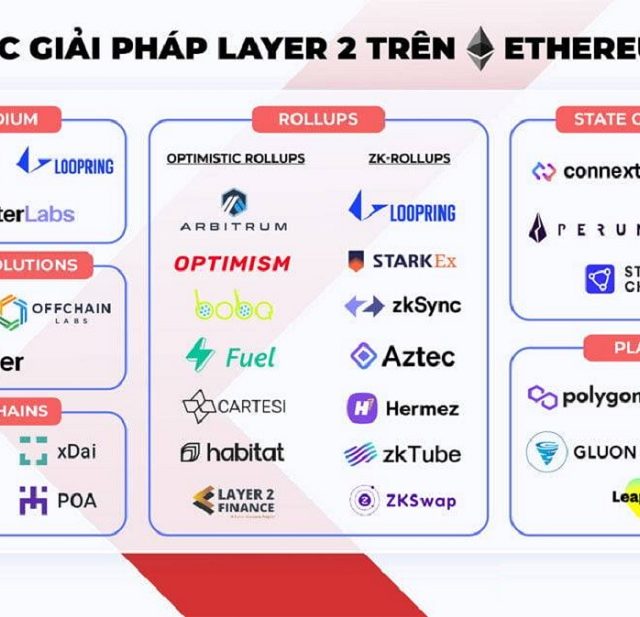 C GIẢI PHÁP LAYER 2 TRÊN ETHEREU
DIUM
LOOPRING
terLabs
OLUTIONS
OFFCHAIN
LABS
er
HAINS
xDai
POA
ROLLUPS
OPTIMISTIC ROLLUPS
ARBITRUM
OPTIMISM
boba
Fuel
CARTESI
habitat
LAYER 2
FINANCE
ZK-ROLLUPS
LOOPRING
STARKEx
zkSync
Aztec
Hermez
zkTube
ZKSwap
STATE C
connext
PERUN
ST
CH
PLA
polygon
GLUON
Leap